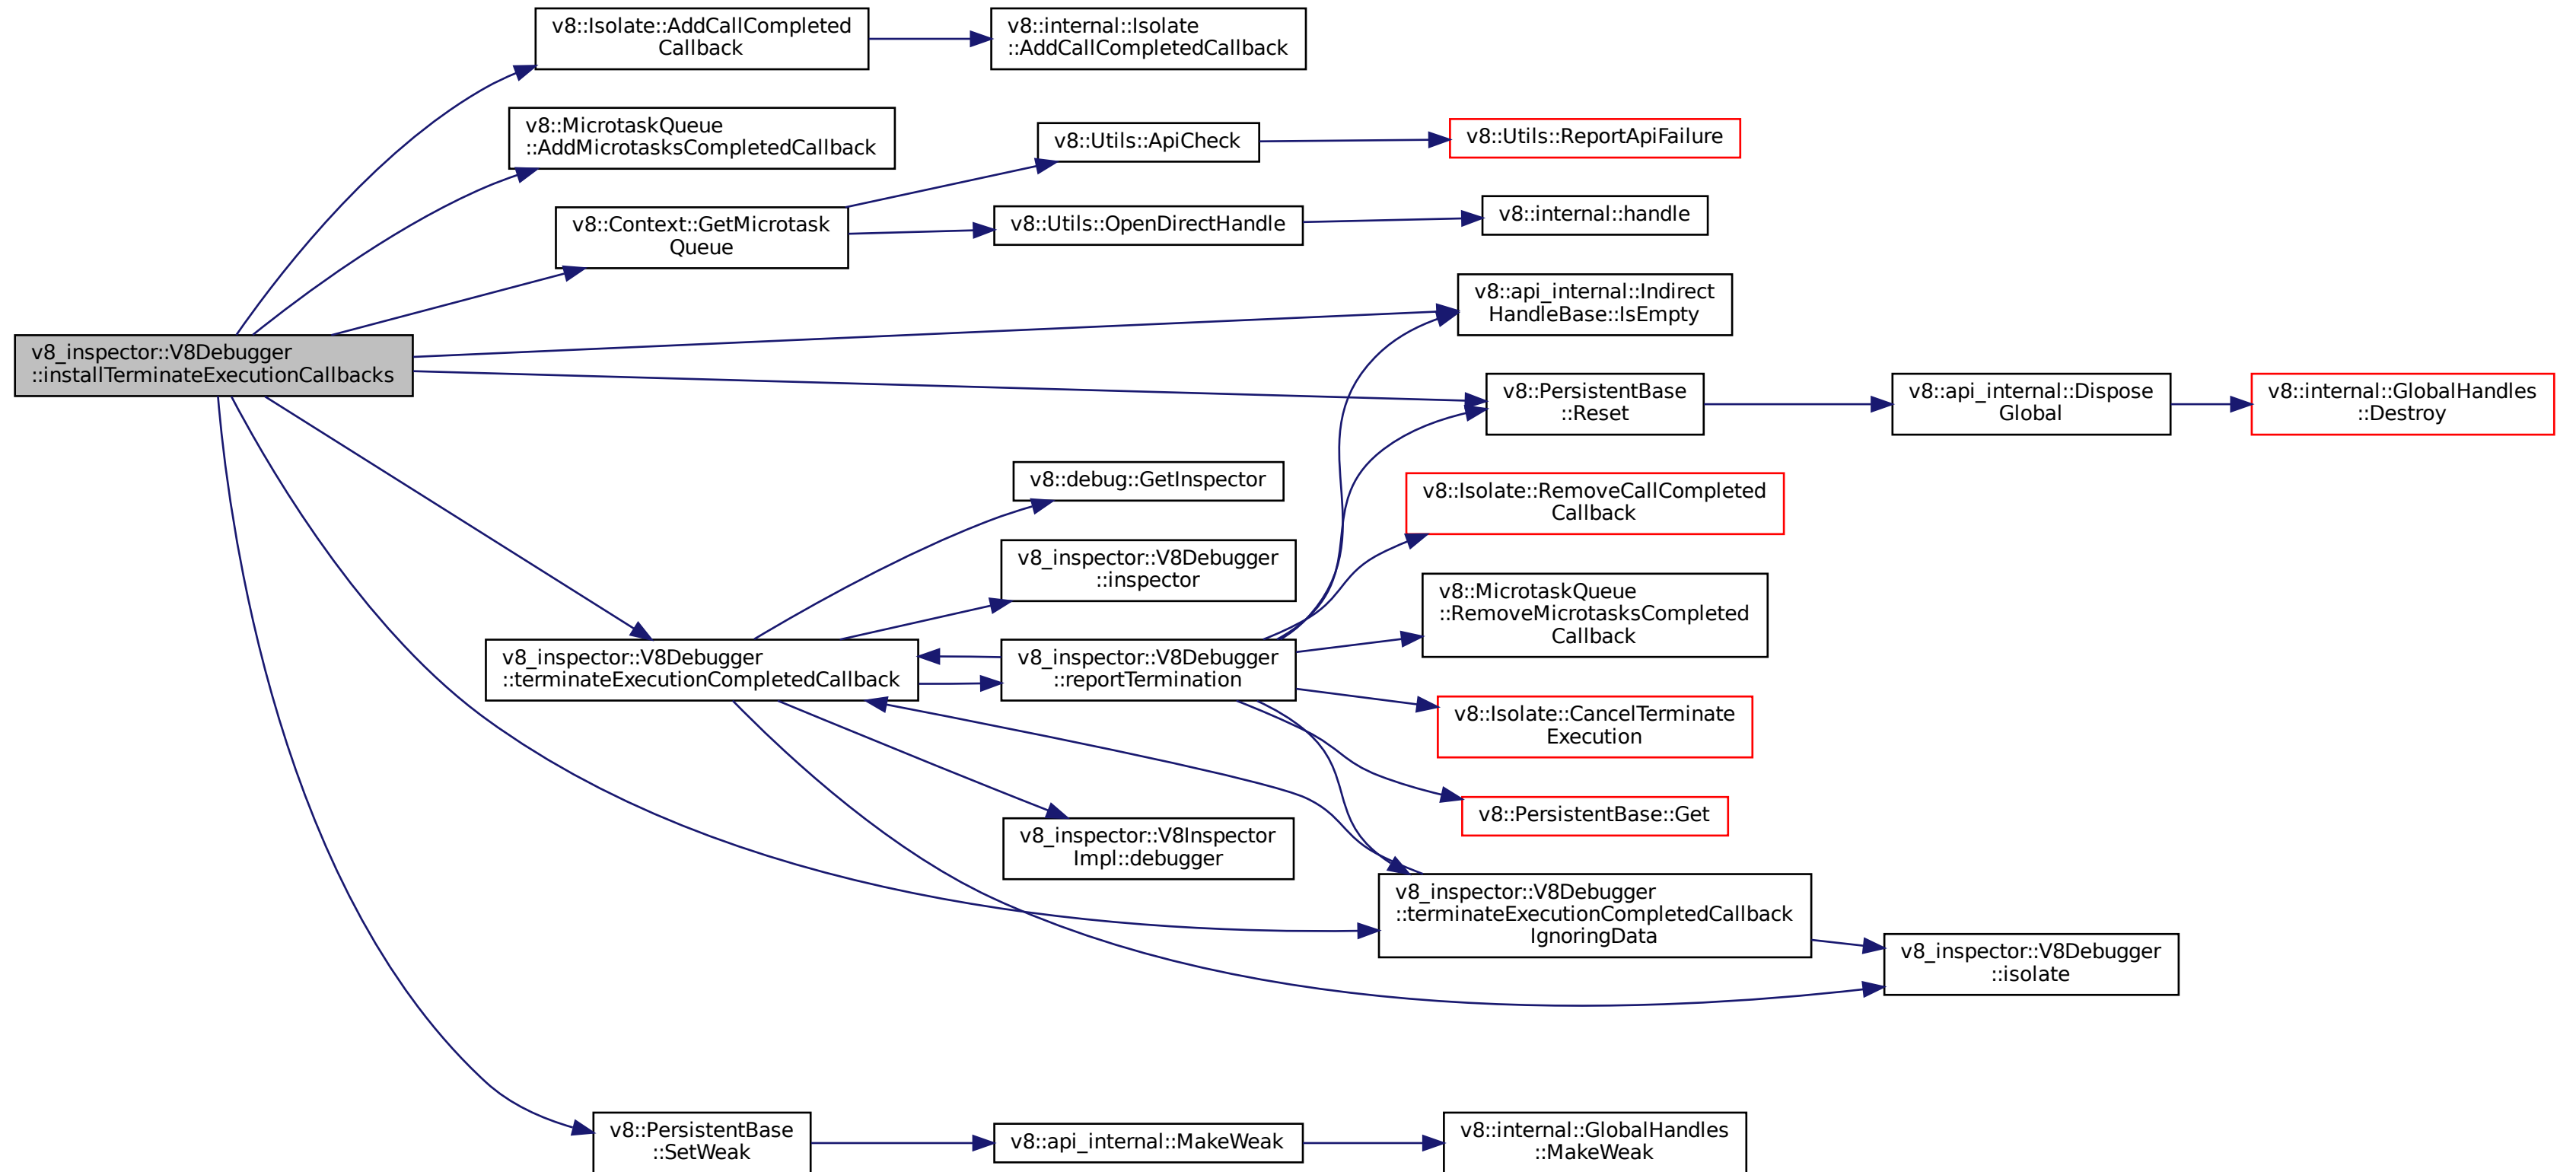 v8::Isolate::AddCallCompleted
Callback
v8::internal::Isolate
::AddCallCompletedCallback
v8::MicrotaskQueue
::AddMicrotasksCompletedCallback
v8::Utils::ApiCheck
v8::Utils::ReportApiFailure
v8::Context::GetMicrotask
Queue
v8::Utils::OpenDirectHandle
v8::internal::handle
v8::api_internal::Indirect
HandleBase::IsEmpty
v8_inspector::V8Debugger
::installTerminateExecutionCallbacks
v8::PersistentBase
::Reset
v8::api_internal::Dispose
Global
v8::internal::GlobalHandles
::Destroy
v8::debug::GetInspector
v8::Isolate::RemoveCallCompleted
Callback
v8_inspector::V8Debugger
::inspector
v8::MicrotaskQueue
::RemoveMicrotasksCompleted
Callback
v8_inspector::V8Debugger
::terminateExecutionCompletedCallback
v8_inspector::V8Debugger
::reportTermination
v8::Isolate::CancelTerminate
Execution
v8::PersistentBase::Get
v8_inspector::V8Inspector
Impl::debugger
v8_inspector::V8Debugger
::terminateExecutionCompletedCallback
IgnoringData
v8_inspector::V8Debugger
::isolate
v8::PersistentBase
::SetWeak
v8::api_internal::MakeWeak
v8::internal::GlobalHandles
::MakeWeak